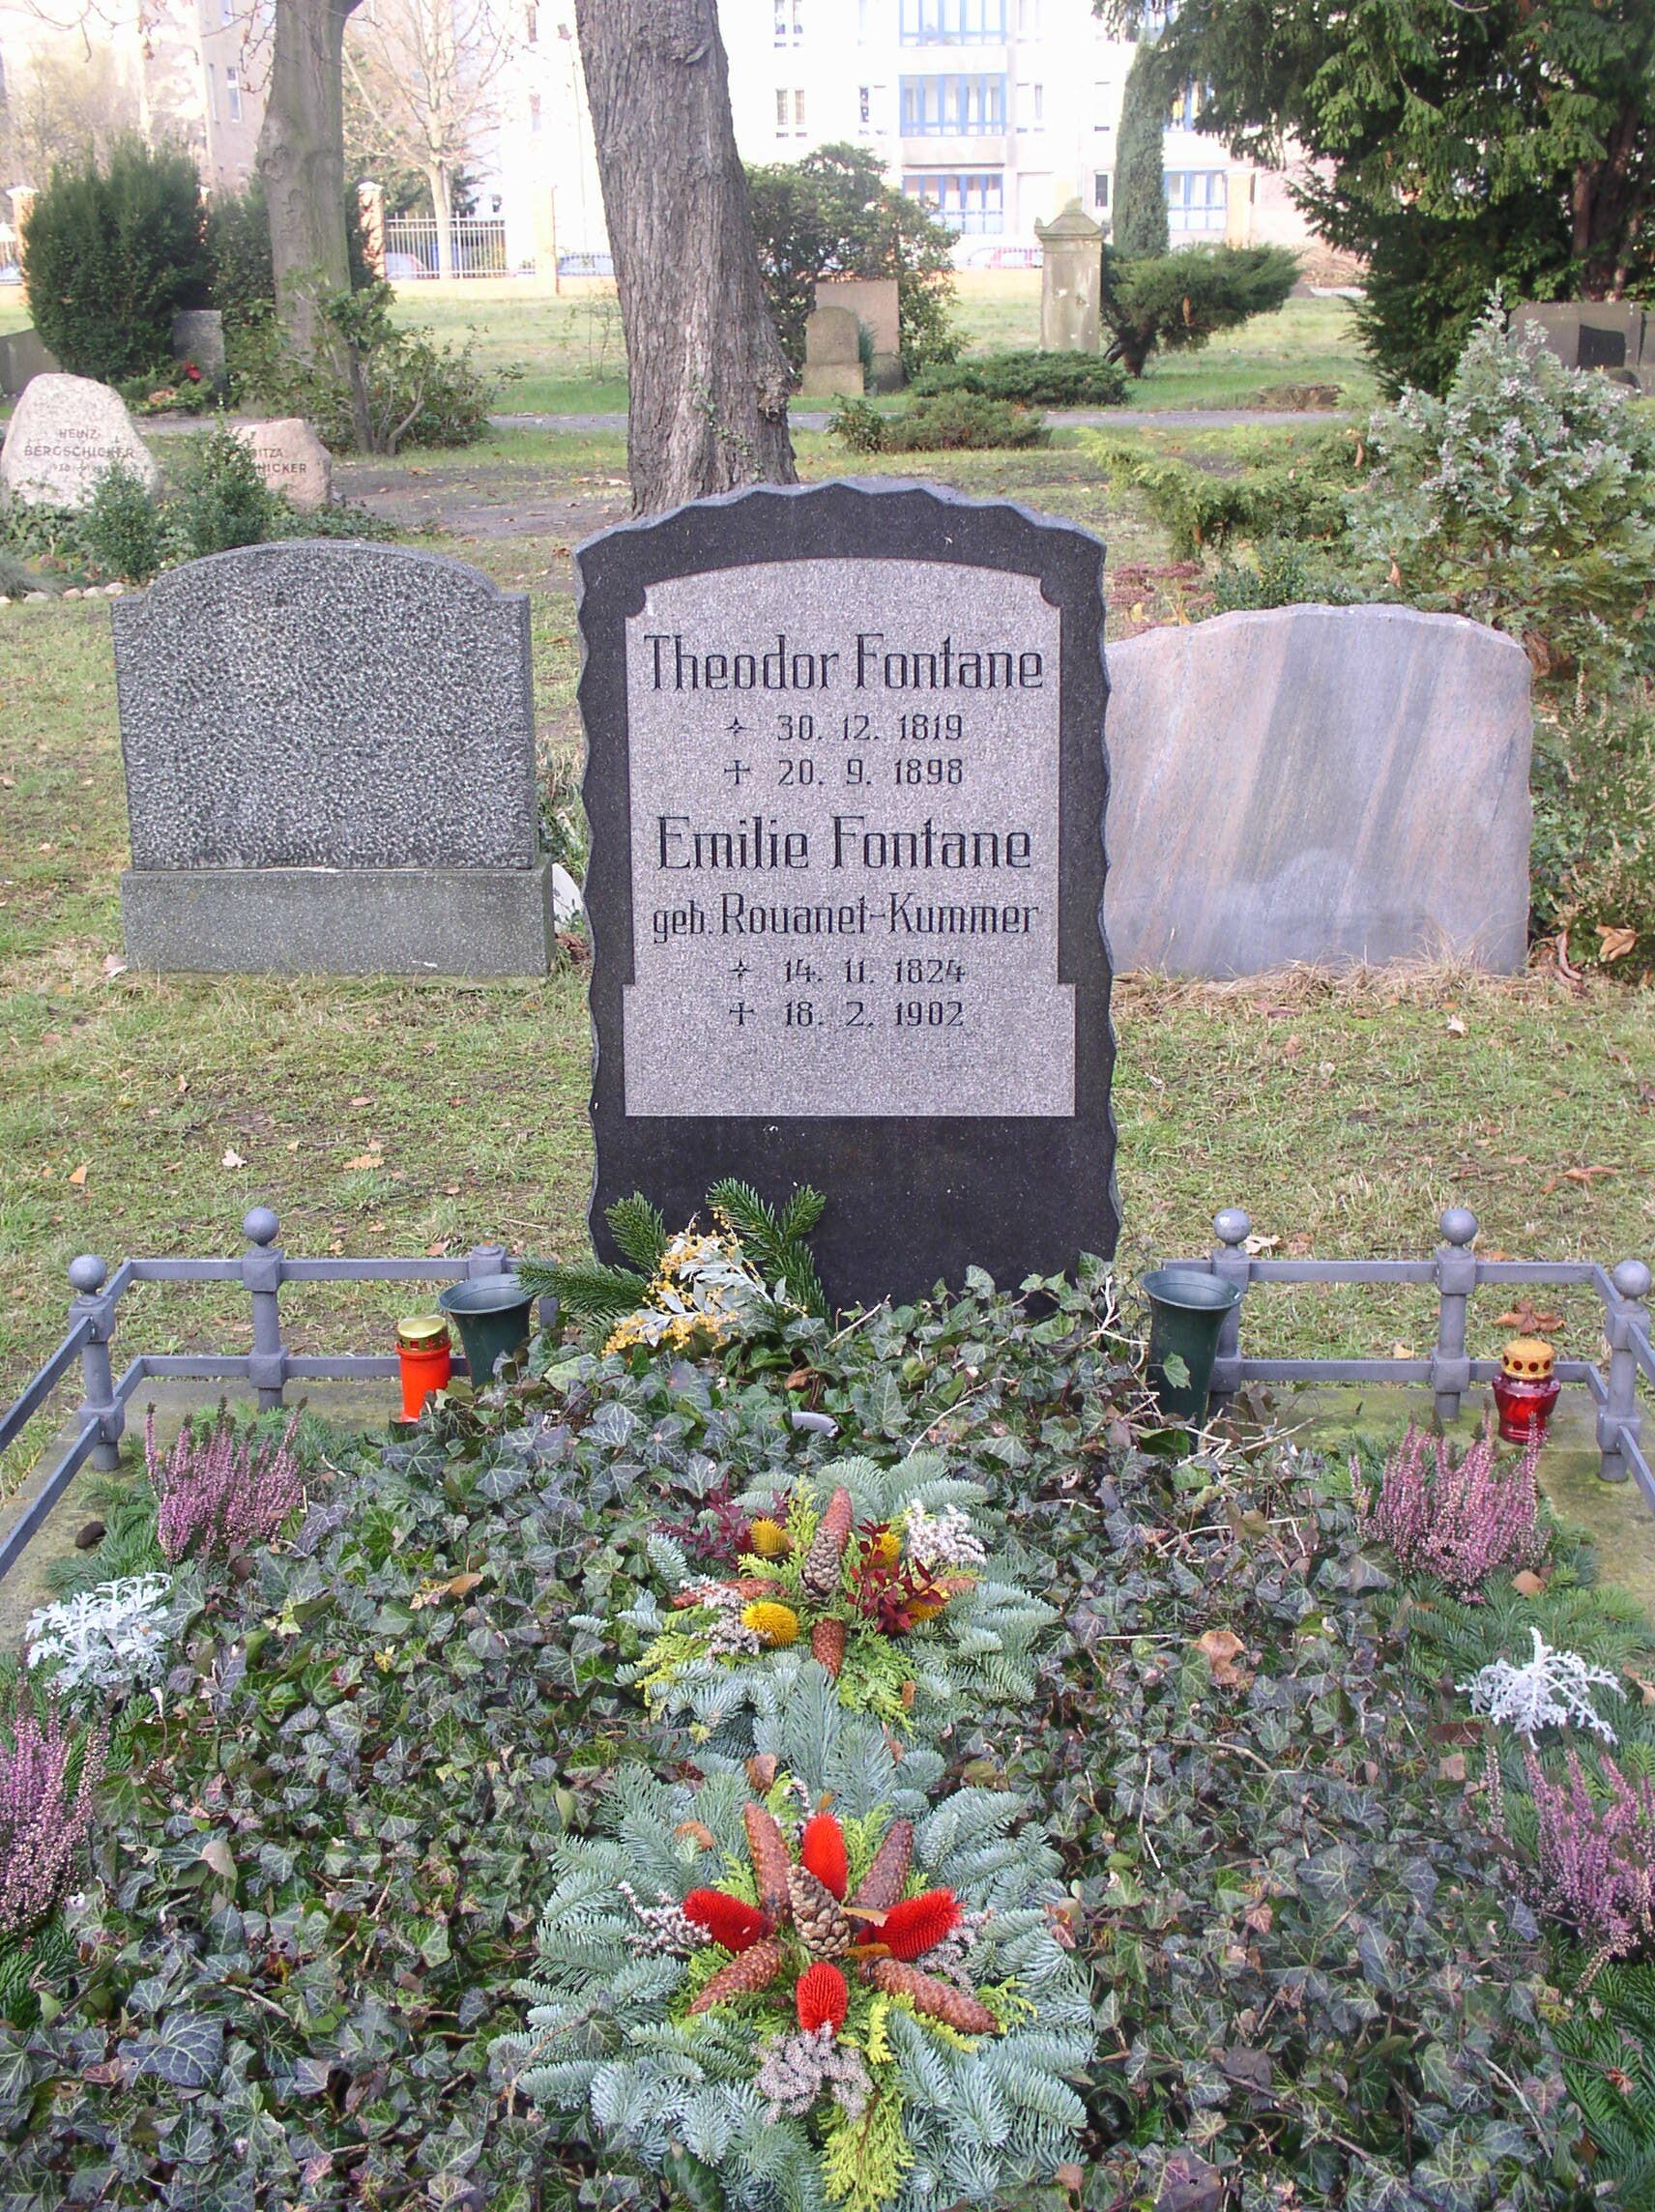 HEINZ
BERGSCHICKER
Theodor Fontane
✧ 30. 12. 1819
✝ 20. 9. 1898
Emilie Fontane
geb. Rouanet-Kummer
✧ 14. 11. 1824
✝ 18. 2. 1902